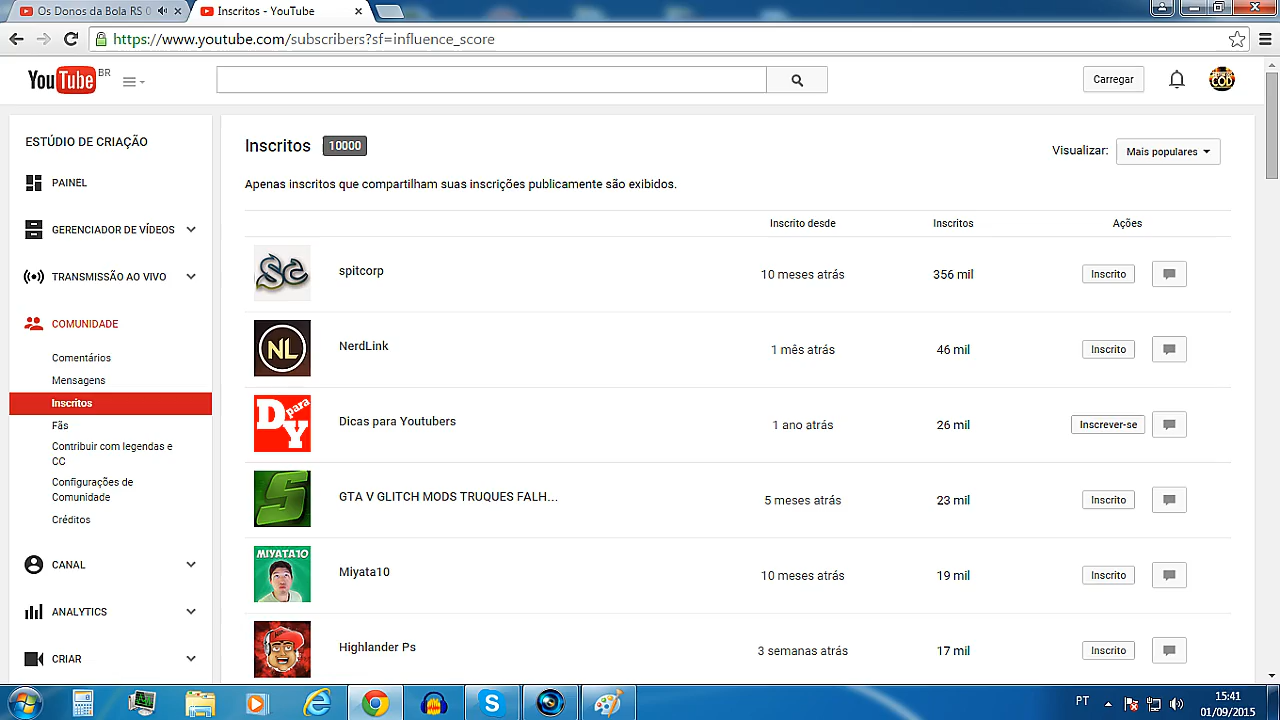 Os Donos da Bola RS 0
Inscritos - YouTube
https://www.youtube.com/subscribers?sf=influence_score
YouTube BR
Carregar
COD
ESTÚDIO DE CRIAÇÃO
PAINEL
GERENCIADOR DE VÍDEOS
TRANSMISSÃO AO VIVO
COMUNIDADE
Comentários
Mensagens
Inscritos
Fãs
Contribuir com legendas e
CC
Configurações de
Comunidade
Créditos
CANAL
ANALYTICS
CRIAR
Inscritos 10000
Visualizar: Mais populares
Apenas inscritos que compartilham suas inscrições publicamente são exibidos.
Inscrito desde Inscritos Ações
SC spitcorp 10 meses atrás 356 mil Inscrito
NL NerdLink 1 mês atrás 46 mil Inscrito
D para Y Dicas para Youtubers 1 ano atrás 26 mil Inscrever-se
S GTA V GLITCH MODS TRUQUES FALH... 5 meses atrás 23 mil Inscrito
MIYATA10 Miyata10 10 meses atrás 19 mil Inscrito
Highlander Ps 3 semanas atrás 17 mil Inscrito
PT 15:41
01/09/2015